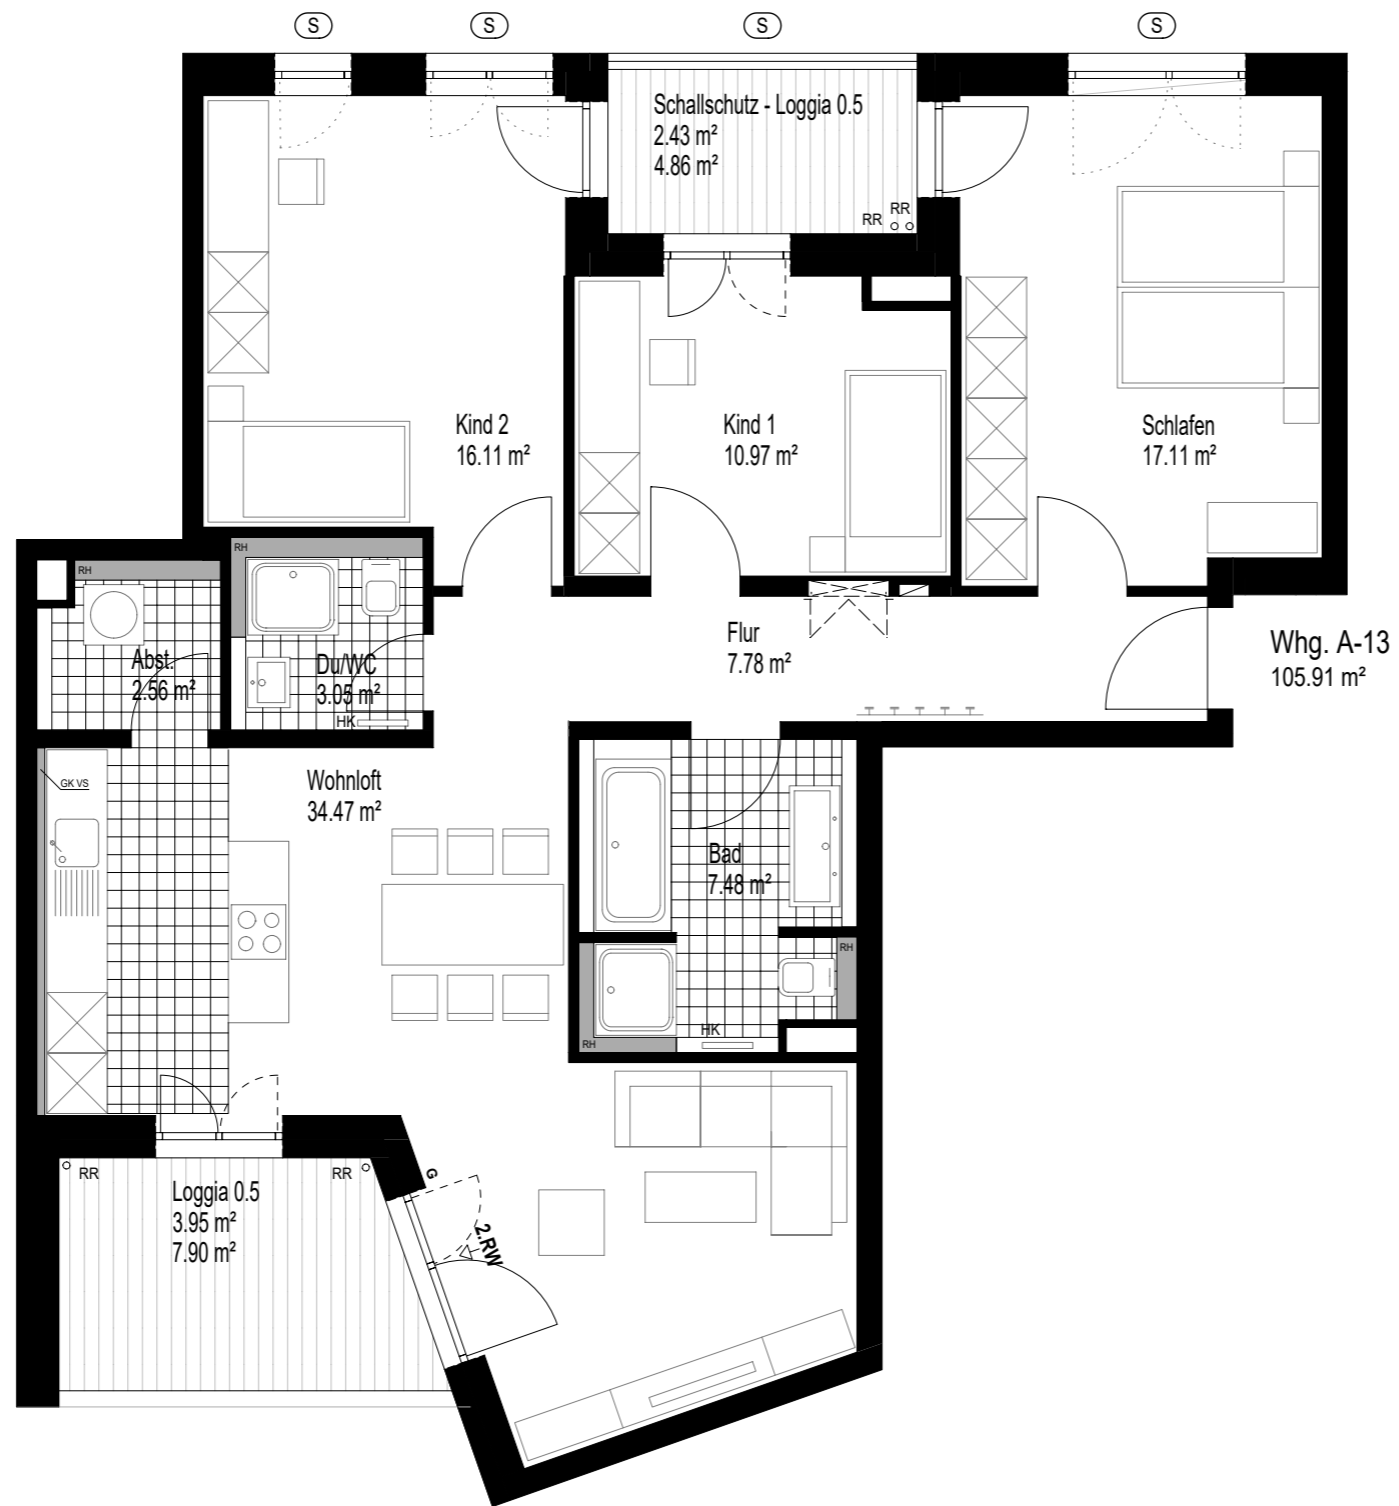 S
S
S
S
Schallschutz - Loggia 0.5
2.43 m²
4.86 m²
RR
RR
Kind 2
16.11 m²
Kind 1
10.97 m²
Schlafen
17.11 m²
RH
RH
Abst.
2.56 m²
Du/WC
3.05 m²
HK
Flur
7.78 m²
Whg. A-13
105.91 m²
GK VS
Wohnloft
34.47 m²
Bad
7.48 m²
RH
HK
RH
RR
RR
Loggia 0.5
3.95 m²
7.90 m²
G
2.RW